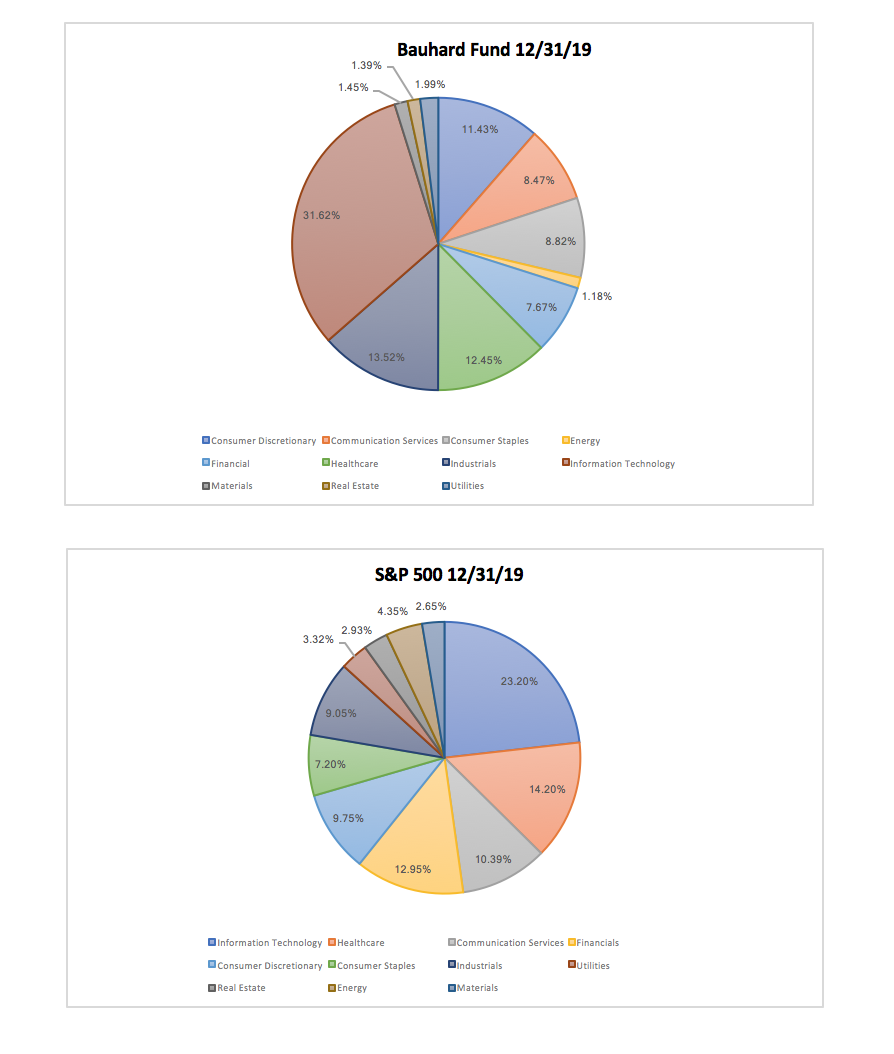 Bauhard Fund 12/31/19
1.39%
1.45%
1.99%
11.43%
8.47%
31.62%
8.82%
1.18%
7.67%
13.52%
12.45%
Consumer Discretionary Communication Services Consumer Staples Energy
Financial Healthcare Industrials Information Technology
Materials Real Estate Utilities
S&P 500 12/31/19
4.35% 2.65%
3.32% 2.93%
23.20%
9.05%
7.20%
14.20%
9.75%
10.39%
12.95%
Information Technology Healthcare Communication Services Financials
Consumer Discretionary Consumer Staples Industrials Utilities
Real Estate Energy Materials